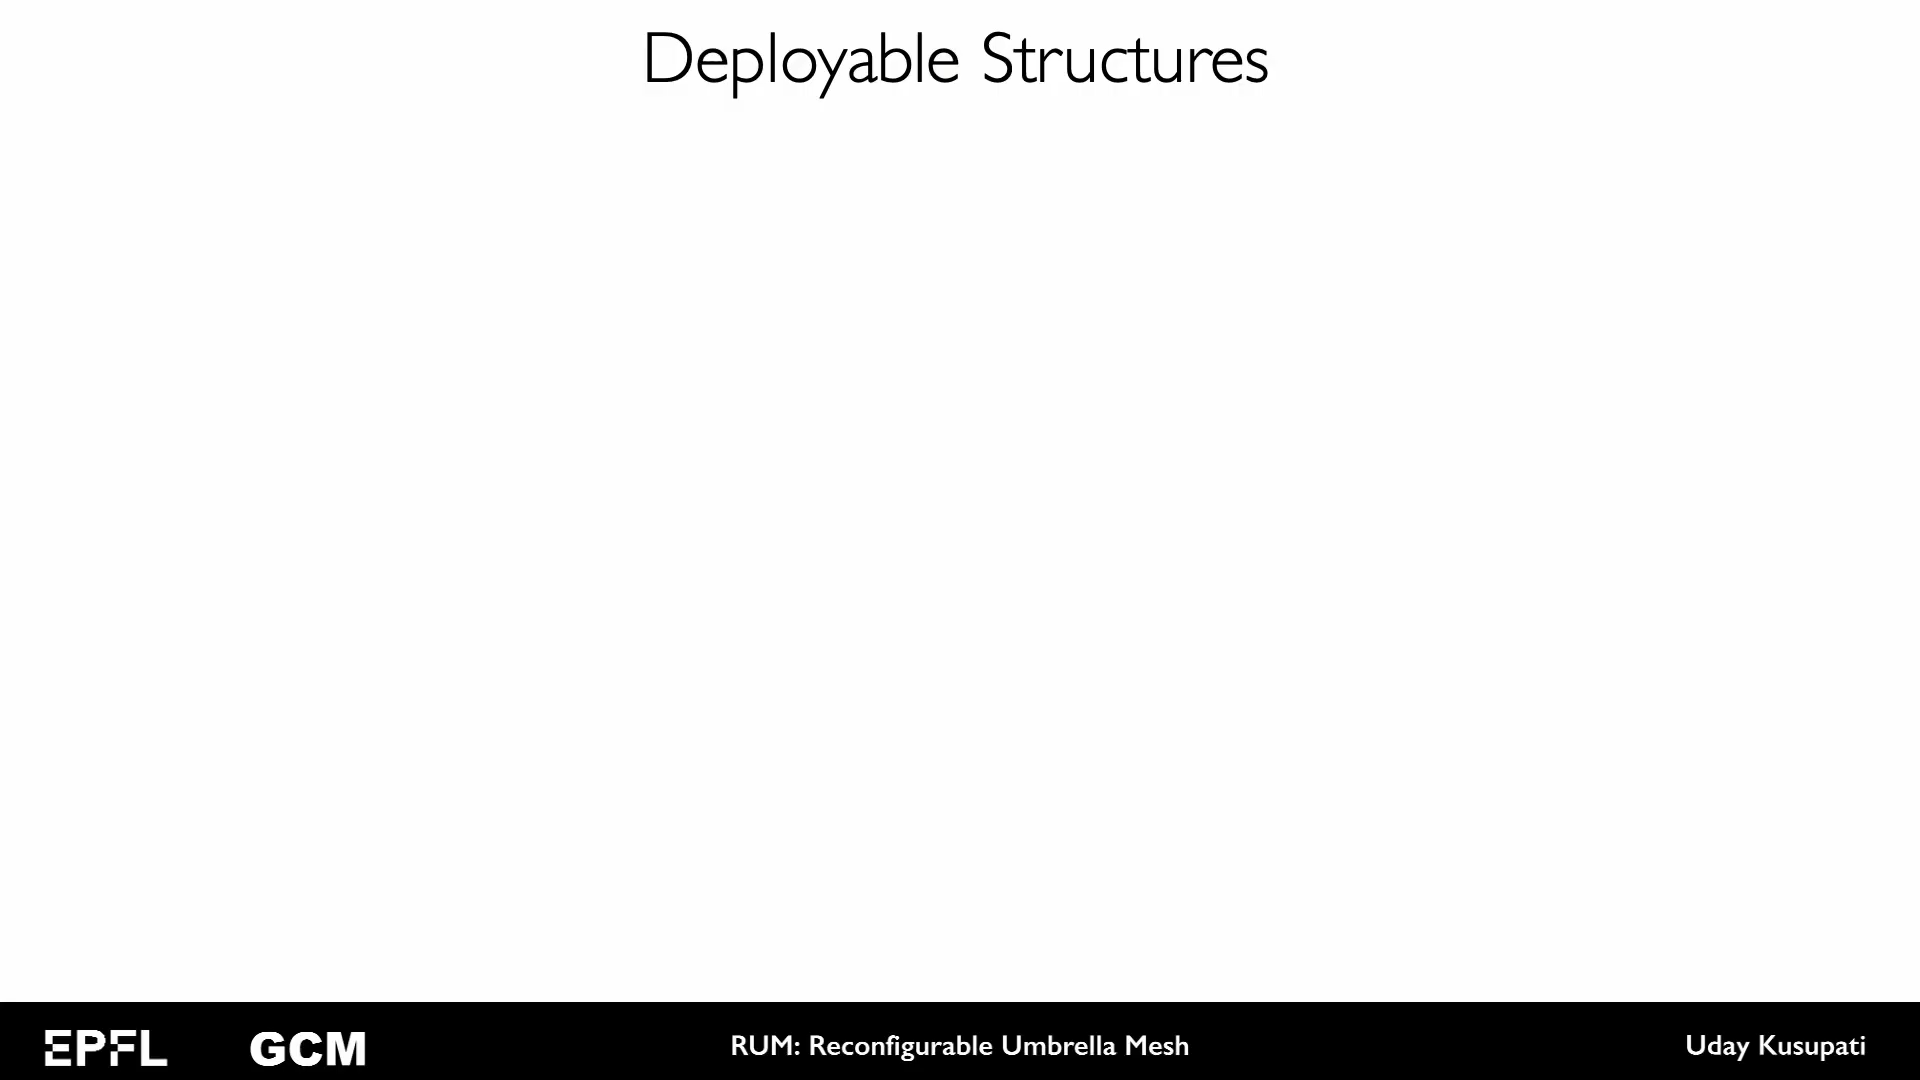 Deployable Structures
EPFL
GCM
RUM: Reconfigurable Umbrella Mesh
Uday Kusupati